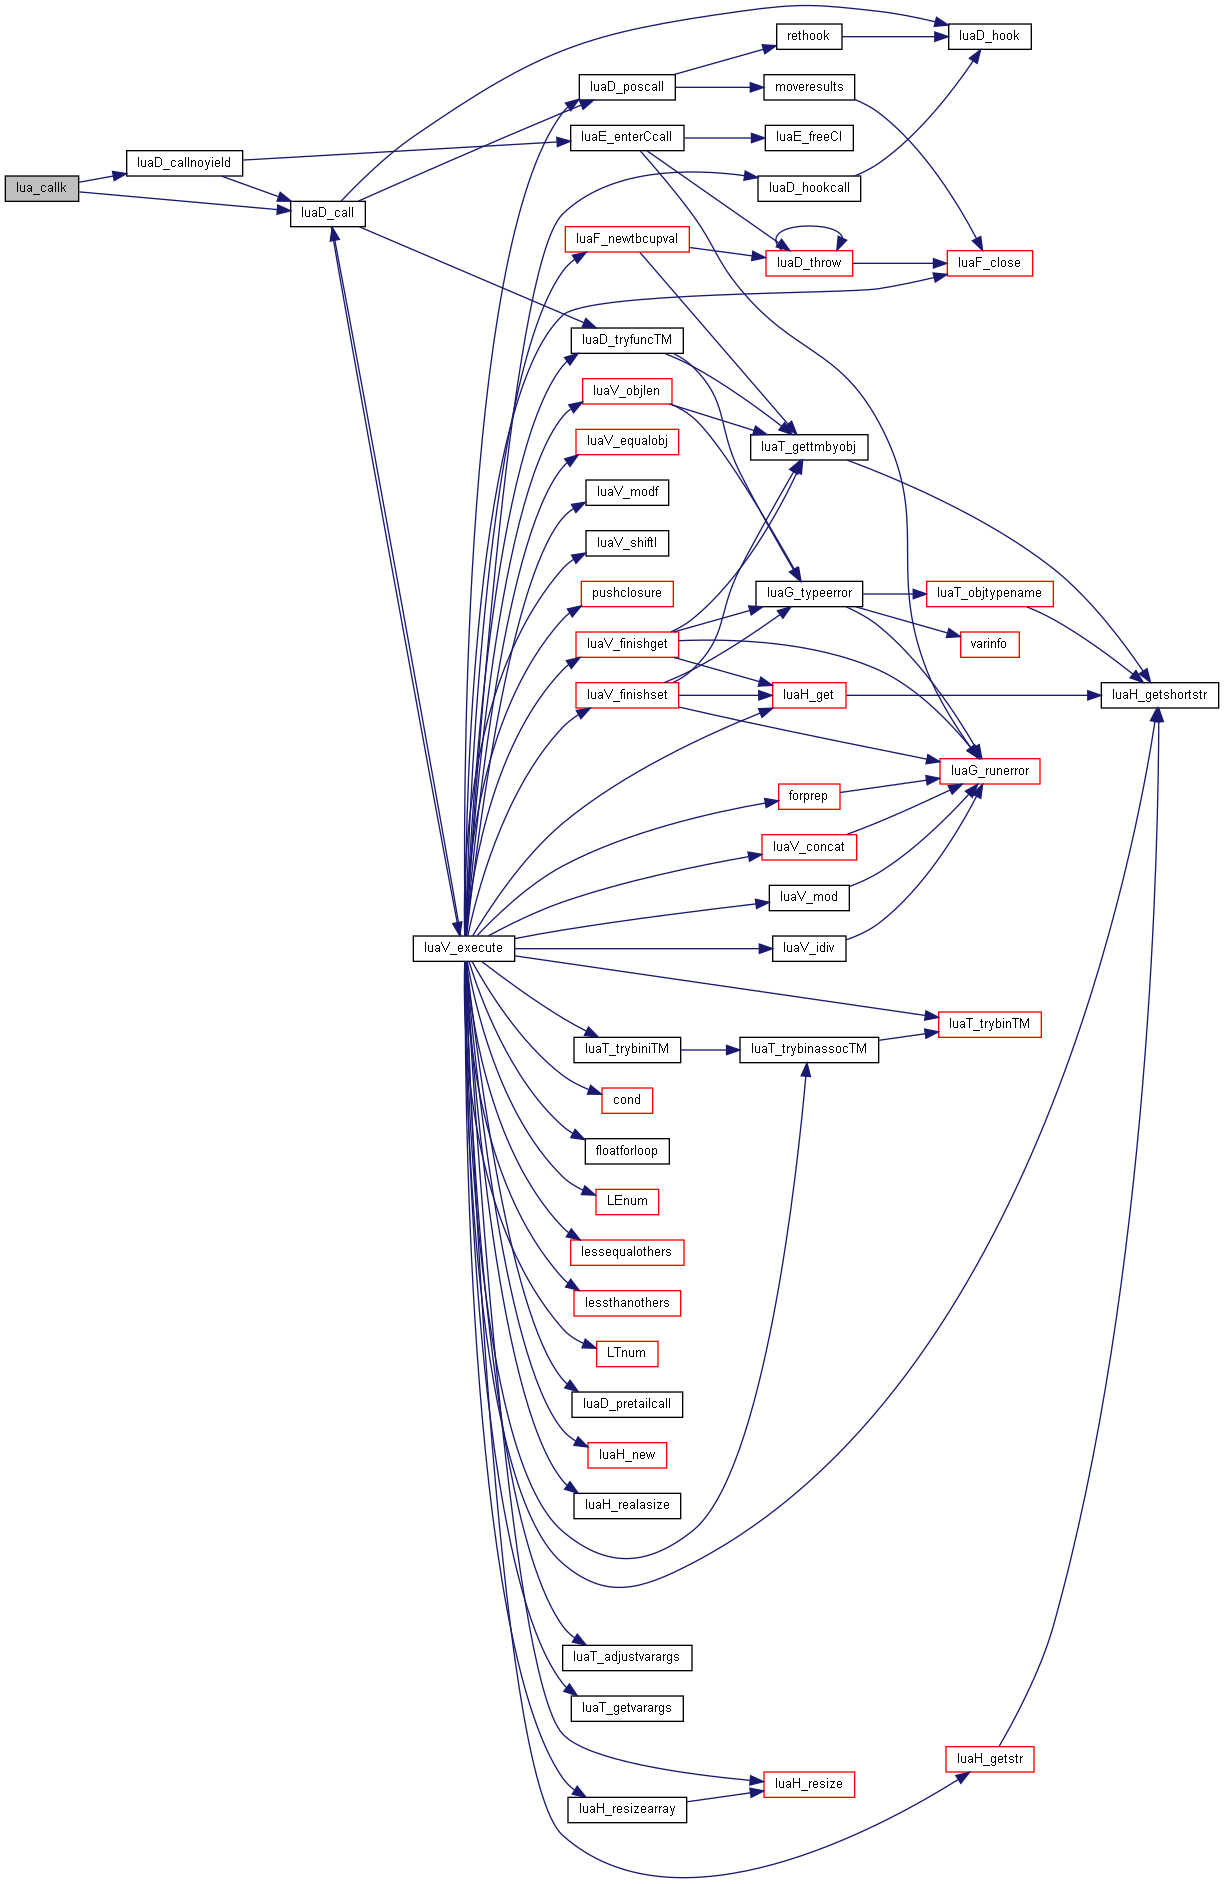 rethook
luaD_hook
luaD_poscall
moveresults
luaE_enterCcall
luaE_freeCI
luaD_callnoyield
lua_callk
luaD_hookcall
luaD_call
luaF_newtbcupval
luaD_throw
luaF_close
luaD_tryfuncTM
luaV_objlen
luaV_equalobj
luaT_gettmbyobj
luaV_modf
luaV_shiftl
pushclosure
luaG_typeerror
luaT_objtypename
luaV_finishget
varinfo
luaV_finishset
luaH_get
luaH_getshortstr
luaG_runerror
forprep
luaV_concat
luaV_mod
luaV_execute
luaV_idiv
luaT_trybinTM
luaT_trybiniTM
luaT_trybinassocTM
cond
floatforloop
LEnum
lessequalothers
lessthanothers
LTnum
luaD_pretailcall
luaH_new
luaH_realasize
luaT_adjustvarargs
luaT_getvarargs
luaH_getstr
luaH_resize
luaH_resizearray